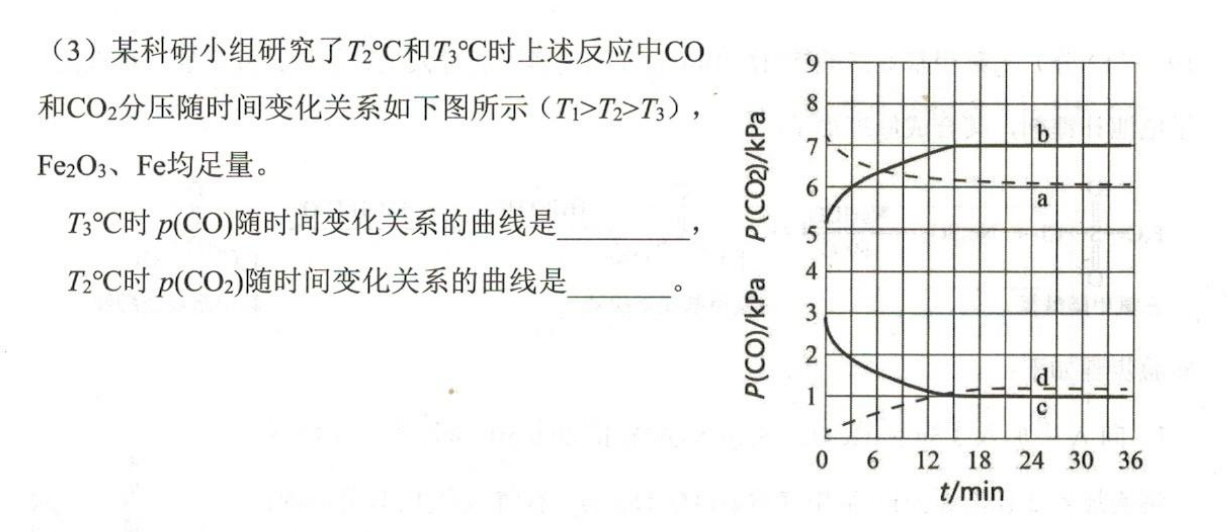 （3）某科研小组研究了T₂℃和T₃℃时上述反应中CO
和CO₂分压随时间变化关系如下图所示（T₁>T₂>T₃），
Fe₂O₃、Fe均足量。
T₃℃时 p(CO)随时间变化关系的曲线是________，
T₂℃时 p(CO₂)随时间变化关系的曲线是________。
P(CO)/kPa P(CO2)/kPa
9
8
7
6
5
4
3
2
1
b
a
d
c
0 6 12 18 24 30 36
t/min